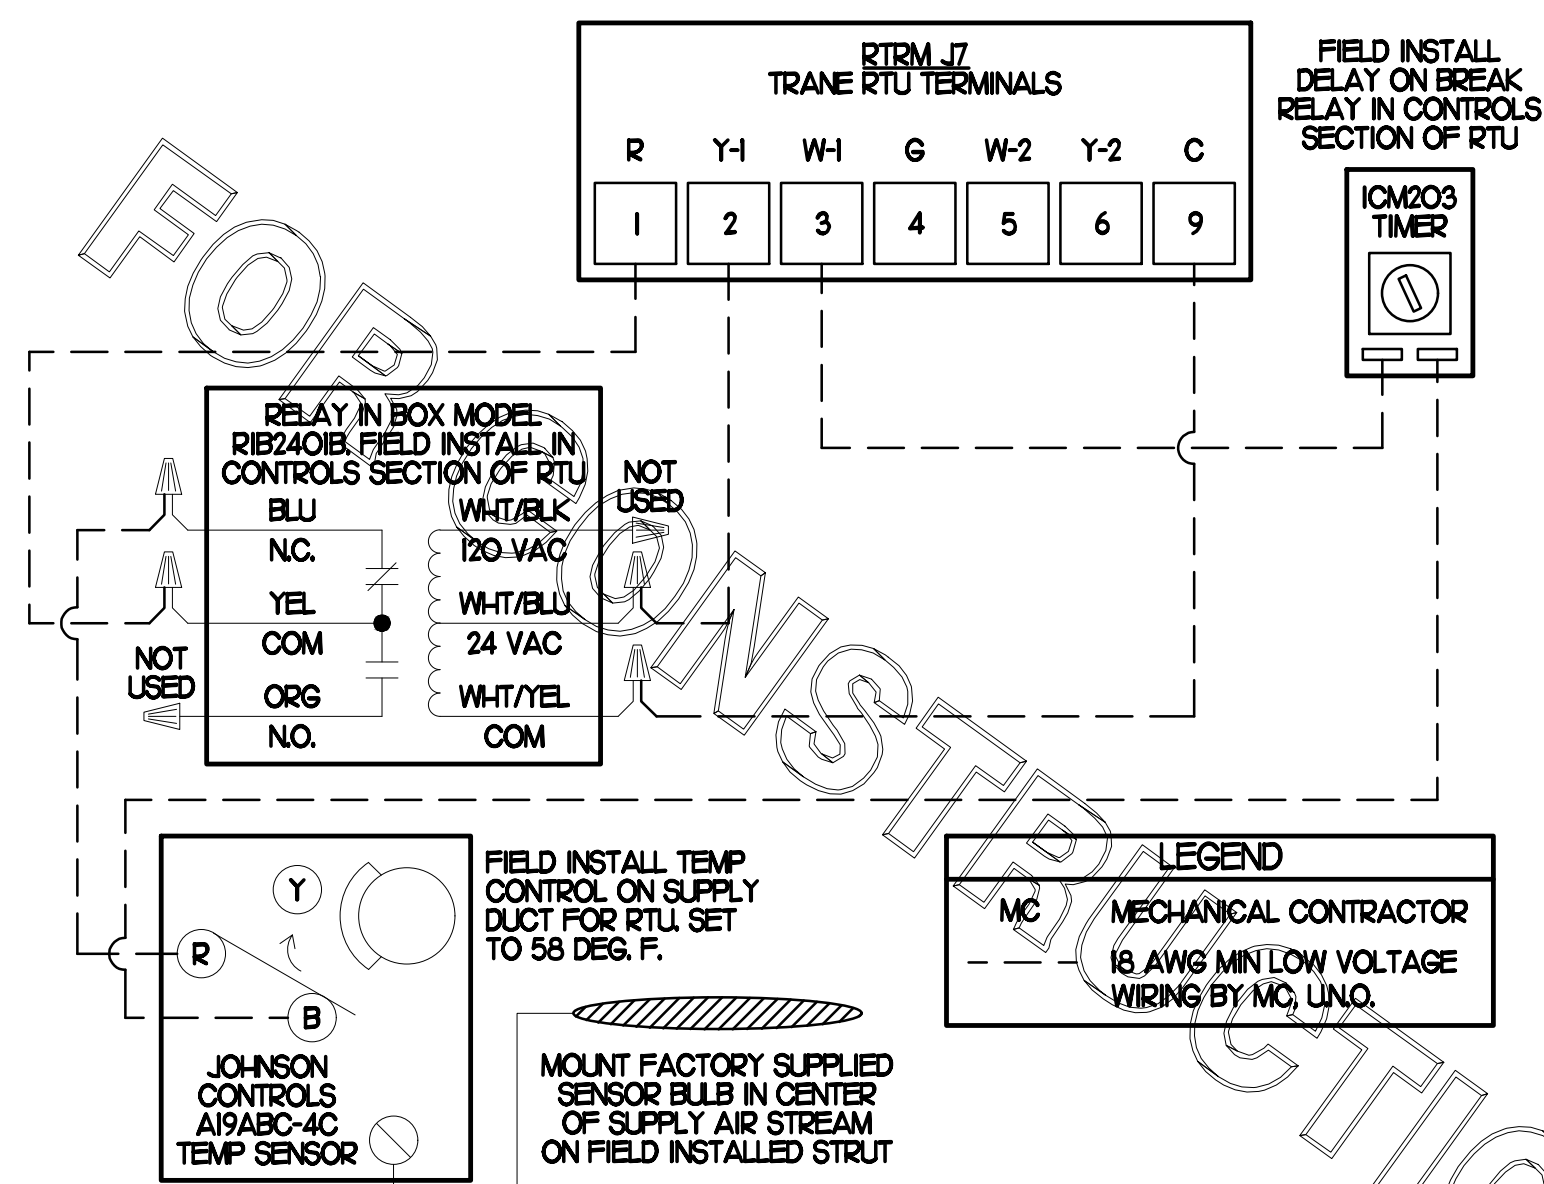 RTRM J7
TRANE RTU TERMINALS
R Y-1 W-1 G W-2 Y-2 C
1 2 3 4 5 6 9
FIELD INSTALL
DELAY ON BREAK
RELAY IN CONTROLS
SECTION OF RTU
ICM203
TIMER
RELAY IN BOX MODEL
RIB2401B. FIELD INSTALL IN
CONTROLS SECTION OF RTU
BLU
N.C.
YEL
COM
ORG
N.O.
WHT/BLK
120 VAC
WHT/BLU
24 VAC
WHT/YEL
COM
NOT
USED
NOT
USED
Y
R
B
JOHNSON
CONTROLS
A19ABC-4C
TEMP SENSOR
FIELD INSTALL TEMP
CONTROL ON SUPPLY
DUCT FOR RTU. SET
TO 58 DEG. F.
MOUNT FACTORY SUPPLIED
SENSOR BULB IN CENTER
OF SUPPLY AIR STREAM
ON FIELD INSTALLED STRUT
LEGEND
MC MECHANICAL CONTRACTOR
18 AWG MIN LOW VOLTAGE
WIRING BY MC, U.N.O.
FOR CONSTRUCTIO